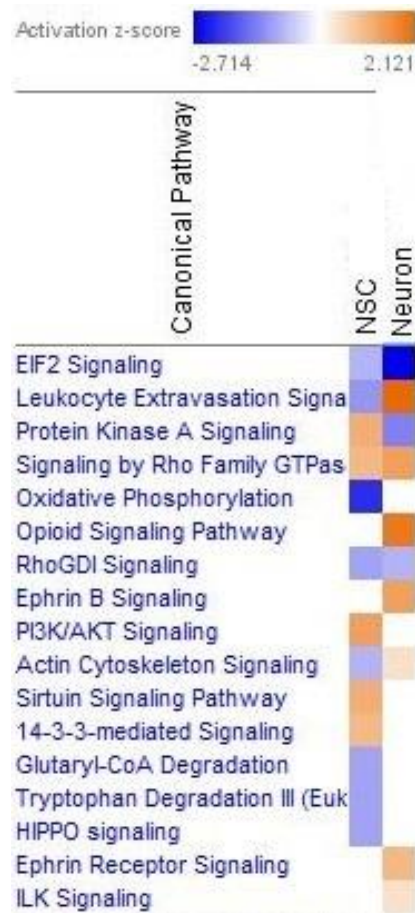 Activation z-score
-2.714 2.121
Canonical Pathway
NSC
Neuron
EIF2 Signaling
Leukocyte Extravasation Signa
Protein Kinase A Signaling
Signaling by Rho Family GTPas
Oxidative Phosphorylation
Opioid Signaling Pathway
RhoGDI Signaling
Ephrin B Signaling
PI3K/AKT Signaling
Actin Cytoskeleton Signaling
Sirtuin Signaling Pathway
14-3-3-mediated Signaling
Glutaryl-CoA Degradation
Tryptophan Degradation III (Euk
HIPPO signaling
Ephrin Receptor Signaling
ILK Signaling